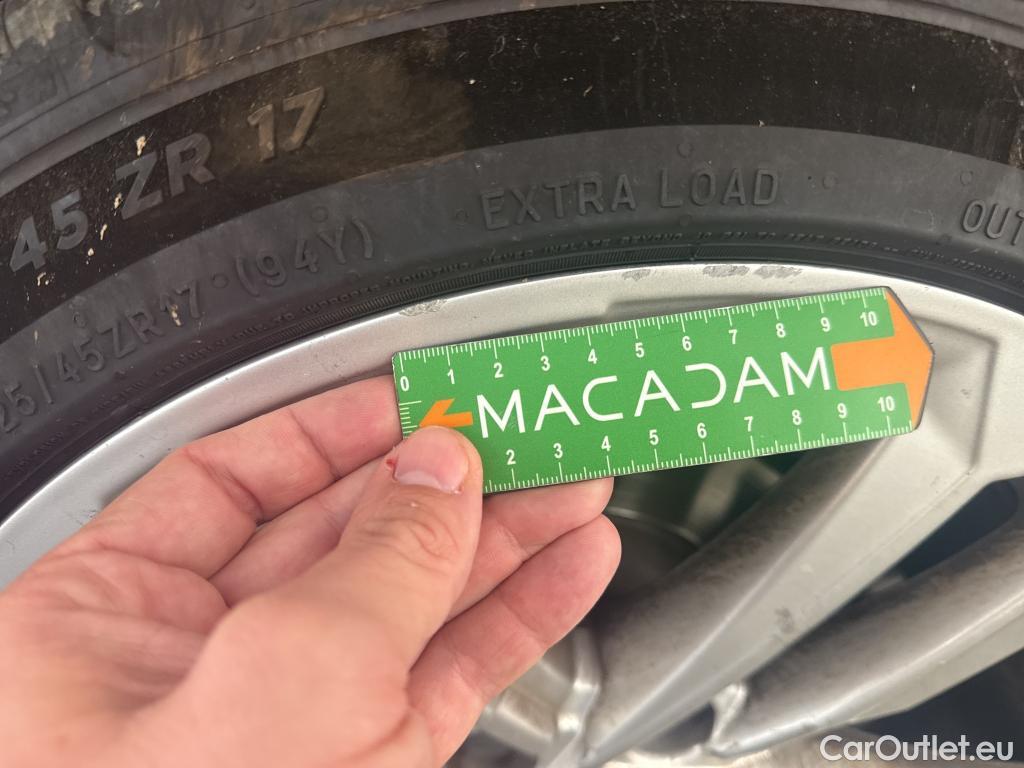 45 ZR 17
25/45ZR17 (94Y)
EXTRA LOAD
OUT
0 1 2 3 4 5 6 7 8 9 10
MACADAM
2 3 4 5 6 7 8 9 10
CarOutlet.eu